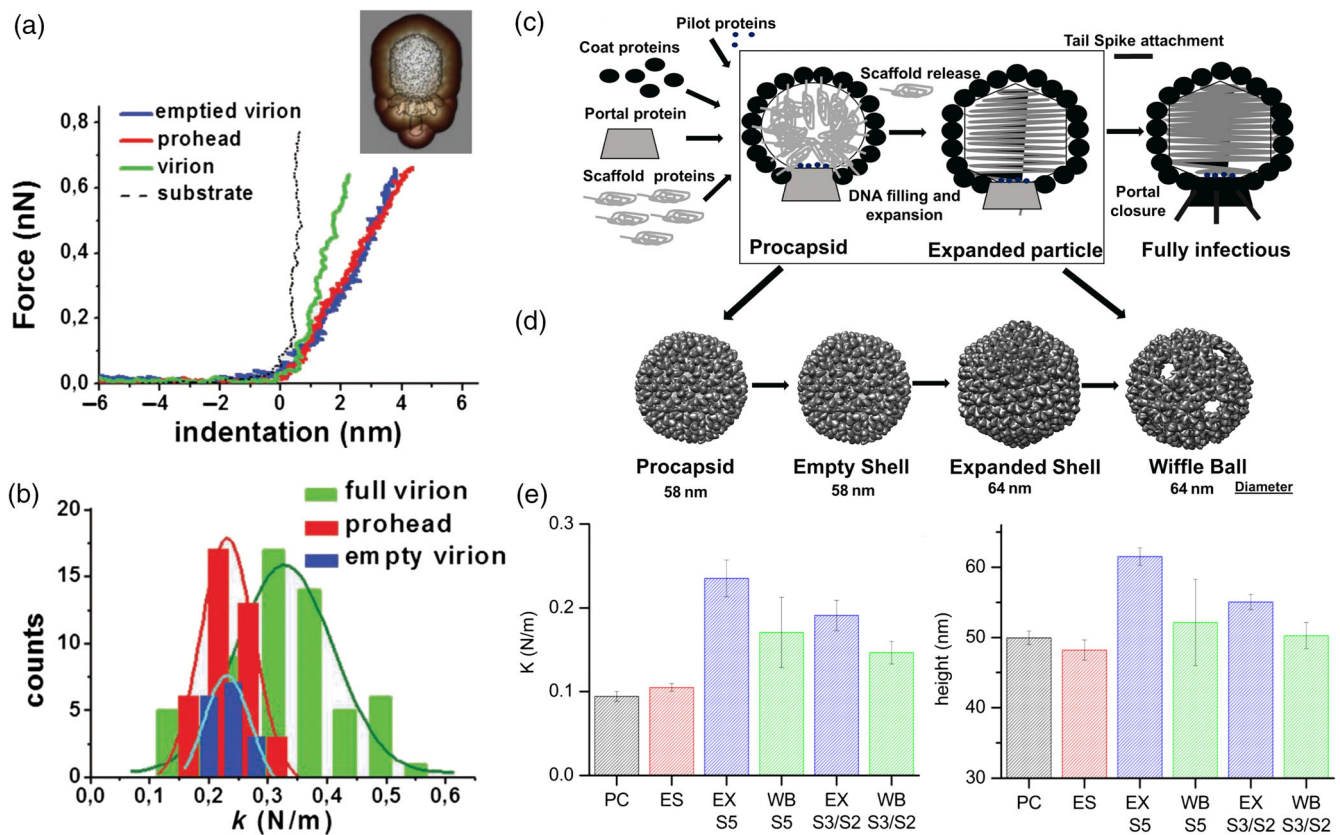 (a)
emptied virion
prohead
virion
substrate
Force (nN)
0,8
0,6
0,4
0,2
0,0
−6
−4
−2
0
2
4
6
indentation (nm)
(b)
full virion
prohead
empty virion
counts
20
15
10
5
0
0,0
0,1
0,2
0,3
0,4
0,5
0,6
k (N/m)
(c)
Pilot proteins
Coat proteins
Portal protein
Scaffold proteins
Scaffold release
DNA filling and
expansion
Procapsid
Expanded particle
Tail Spike attachment
Portal
closure
Fully infectious
(d)
Procapsid
58 nm
Empty Shell
58 nm
Expanded Shell
64 nm
Wiffle Ball
64 nm
Diameter
(e)
K (N/m)
0.3
0.2
0.1
0.0
PC
ES
EX
S5
WB
S5
EX
S3/S2
WB
S3/S2
height (nm)
70
60
50
40
30
PC
ES
EX
S5
WB
S5
EX
S3/S2
WB
S3/S2